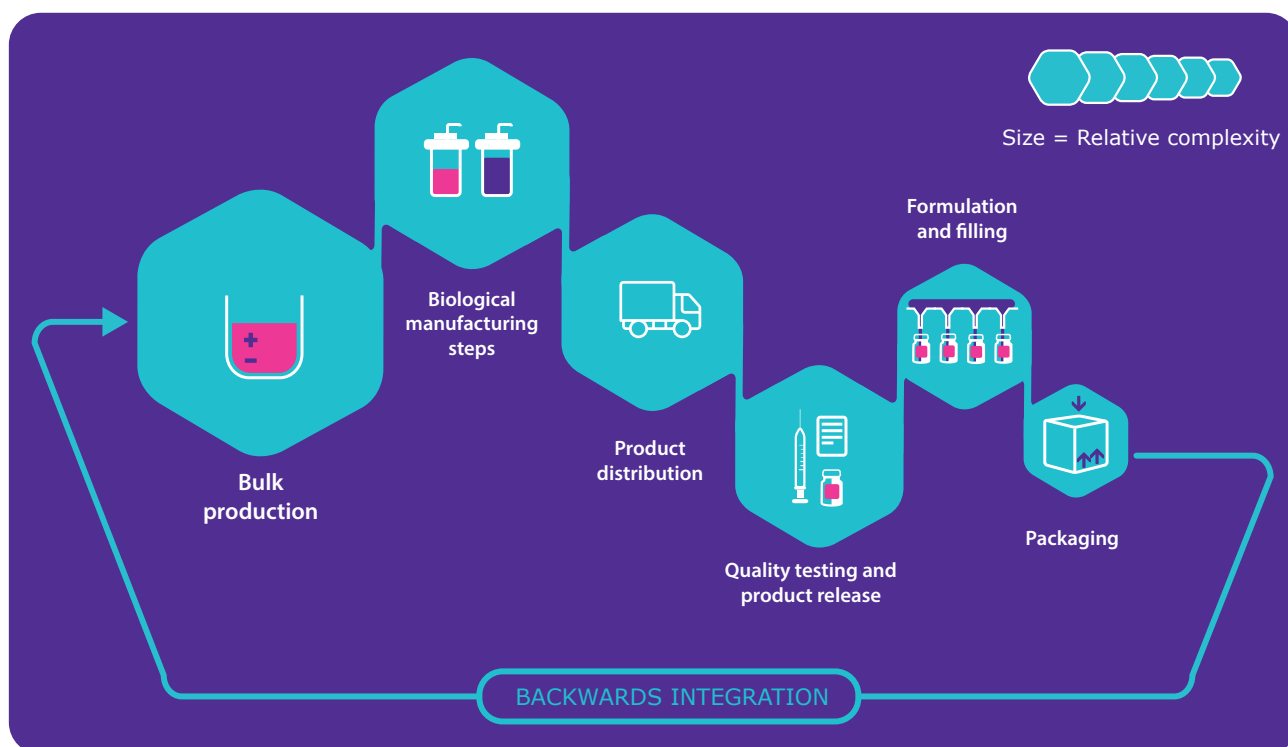 Size = Relative complexity
Formulation
and filling
Biological
manufacturing
steps
Product
distribution
Bulk
production
Packaging
Quality testing and
product release
BACKWARDS INTEGRATION